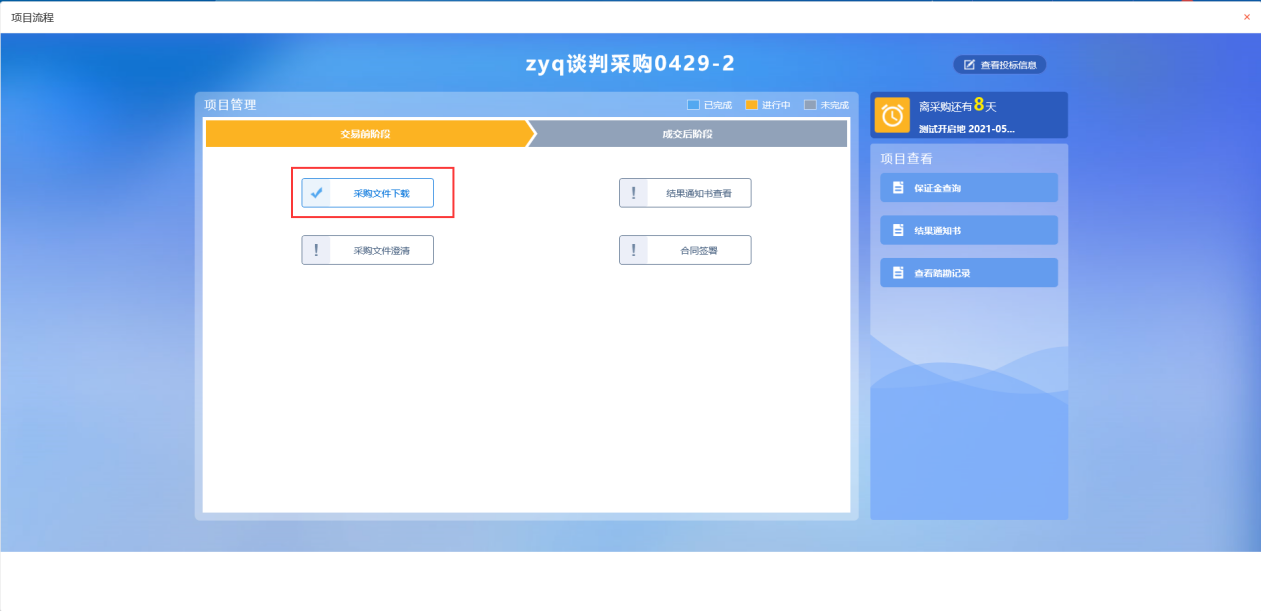 项目流程
×
zyq谈判采购0429-2
查看投标信息
项目管理
已完成 进行中 未完成
离采购还有8天
测试开启地 2021-05...
交易前阶段 成交后阶段
项目查看
采购文件下载 结果通知书查看
保证金查询
采购文件澄清 合同签署
结果通知书
查看踏勘记录